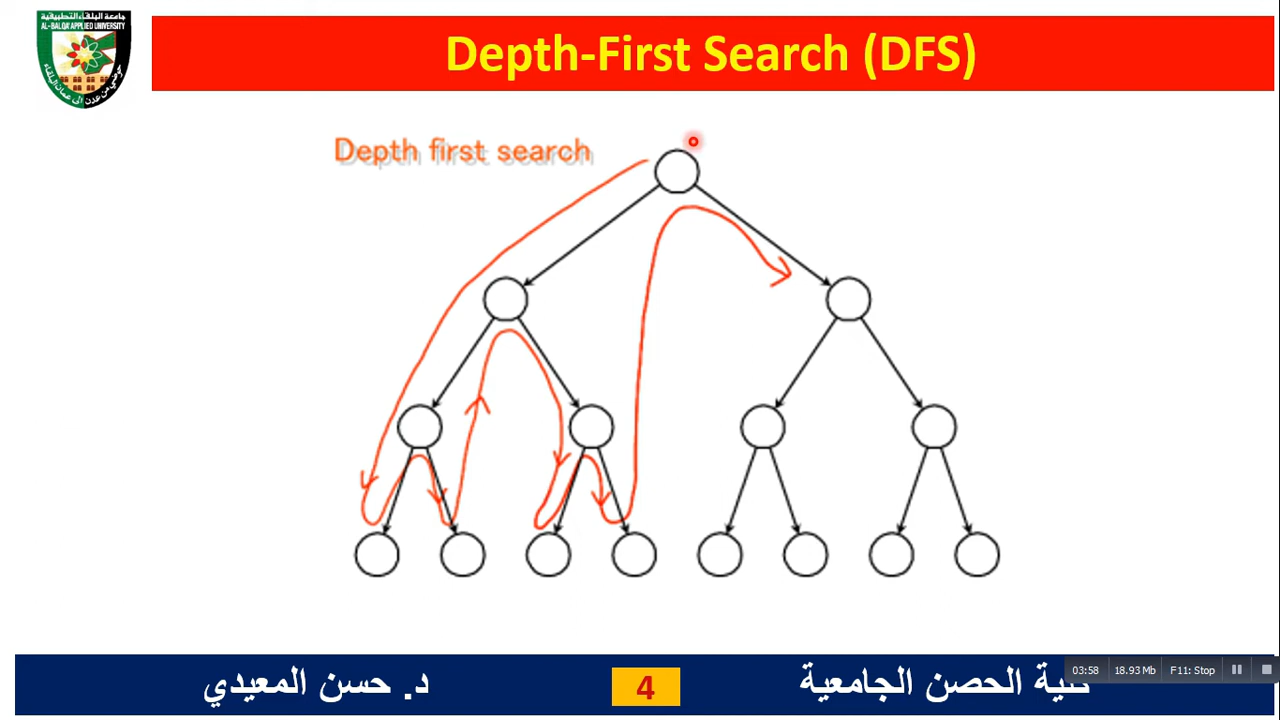 جامعة البلقاء التطبيقية
AL-BALQA' APPLIED UNIVERSITY
Depth-First Search (DFS)
Depth first search
د. حسن المعيدي
4
الحصن الجامعية
03:58
18.93 Mb
F11: Stop